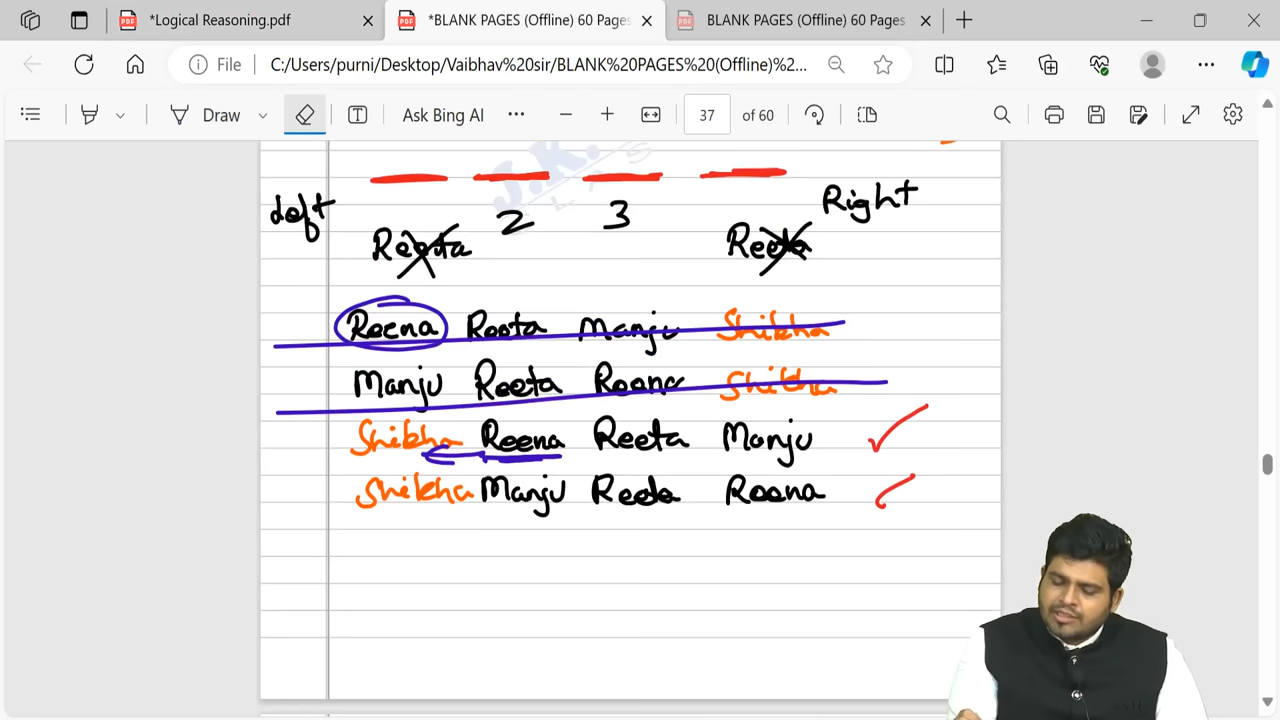 *Logical Reasoning.pdf
*BLANK PAGES (Offline) 60 Pages
BLANK PAGES (Offline) 60 Pages
File
C:/Users/purni/Desktop/Vaibhav%20sir/BLANK%20PAGES%20(Offline)%2...
Draw
Ask Bing AI
37 of 60
J.K.
Left 2 3 Right
Reeta Reeta
Reena Reeta Manju Shikha
Manju Reeta Reena Shikha
Shikha Reena Reeta Manju
Shikha Manju Reeta Reena